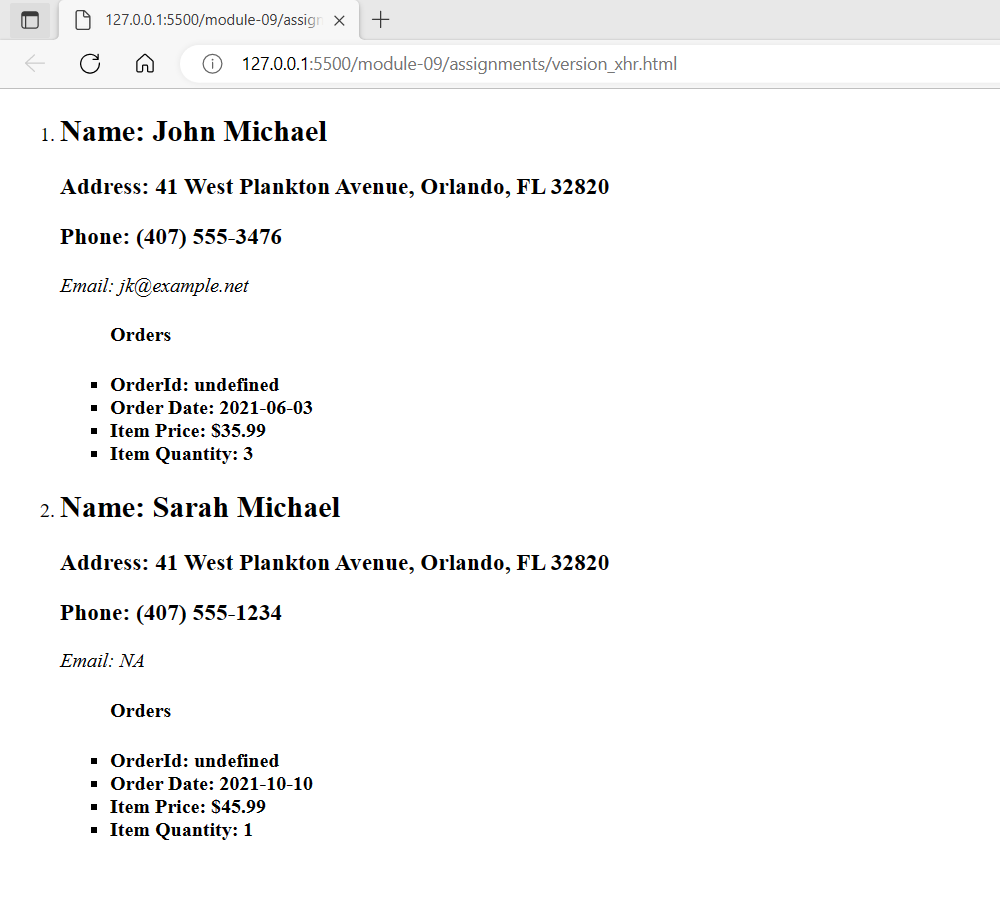 127.0.0.1:5500/module-09/assign
127.0.0.1:5500/module-09/assignments/version_xhr.html
1. Name: John Michael
Address: 41 West Plankton Avenue, Orlando, FL 32820
Phone: (407) 555-3476
Email: jk@example.net
Orders
OrderId: undefined
Order Date: 2021-06-03
Item Price: $35.99
Item Quantity: 3
2. Name: Sarah Michael
Address: 41 West Plankton Avenue, Orlando, FL 32820
Phone: (407) 555-1234
Email: NA
Orders
OrderId: undefined
Order Date: 2021-10-10
Item Price: $45.99
Item Quantity: 1